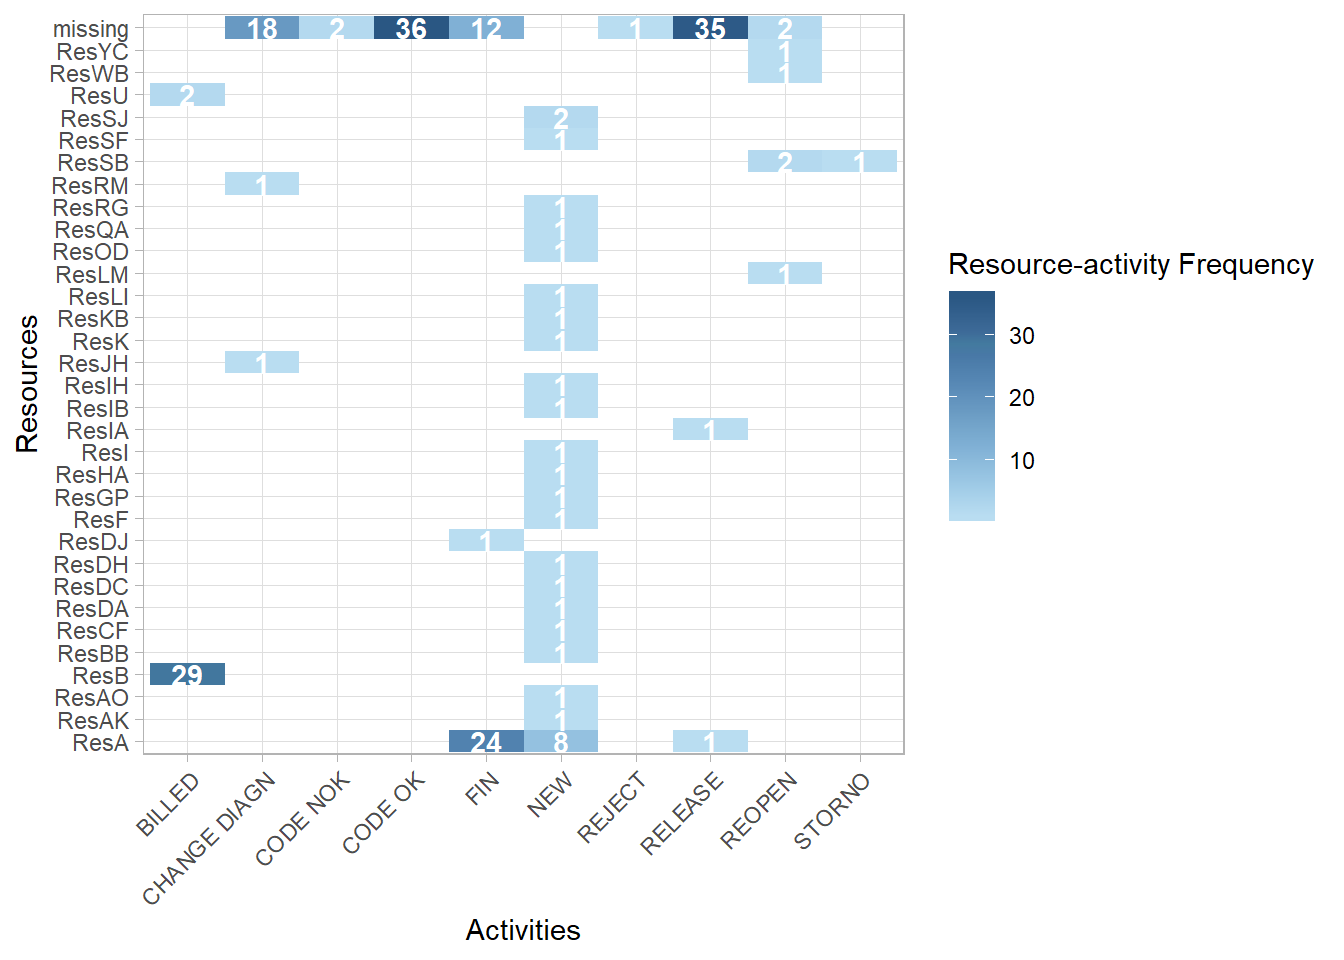 missing 18 2 36 12 1 35 2
ResYC 1
ResWB 1
ResU 2
ResSJ 2
ResSF 1
ResSB 2 1
ResRM 1
ResRG 1
ResQA 1
ResOD 1
ResLM 1
ResLI 1
ResKB 1
ResK 1
ResJH 1
ResIH 1
ResIB 1
ResIA 1
ResI 1
ResHA 1
ResGP 1
ResF 1
ResDJ 1
ResDH 1
ResDC 1
ResDA 1
ResCF 1
ResBB 1
ResB 29
ResAO 1
ResAK 1
ResA 24 8 1
Resources
BILLED
CHANGE DIAGN
CODE NOK
CODE OK
FIN
NEW
REJECT
RELEASE
REOPEN
STORNO
Activities
Resource-activity Frequency
30
20
10